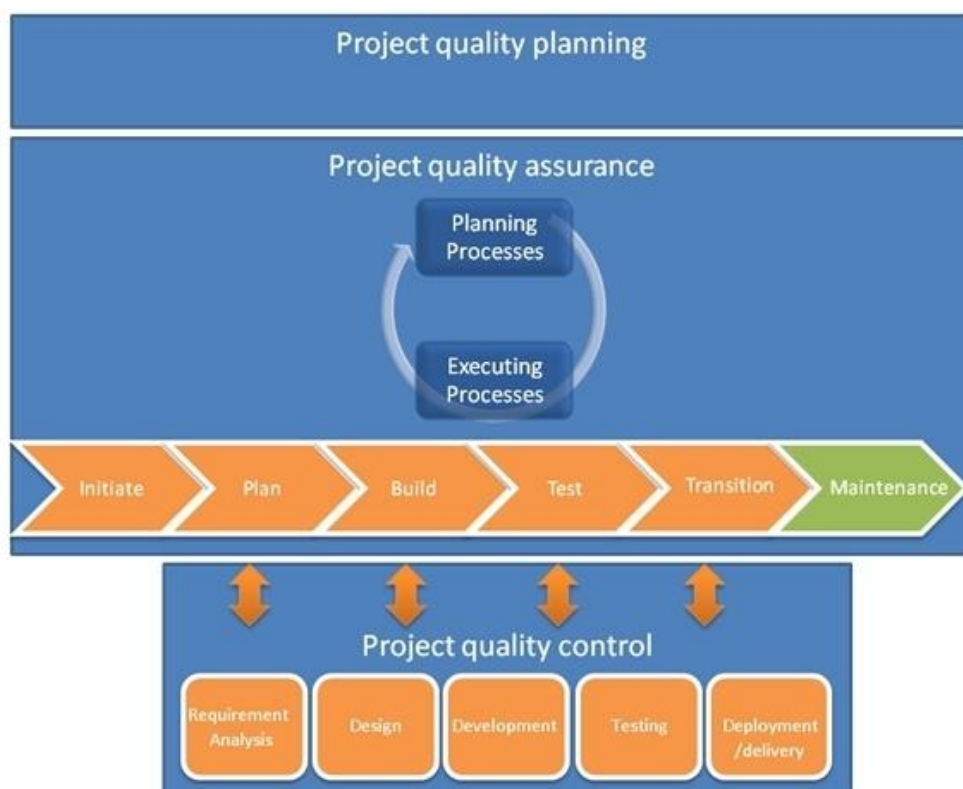 Project quality planning
Project quality assurance
Planning
Processes
Executing
Processes
Initiate
Plan
Build
Test
Transition
Maintenance
Project quality control
Requirement
Analysis
Design
Development
Testing
Deployment
/delivery